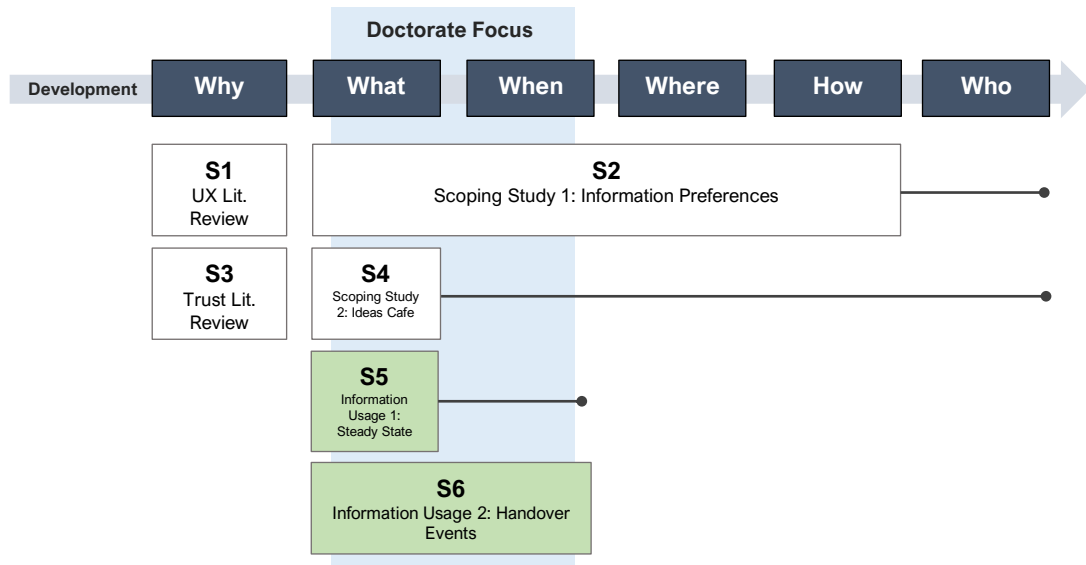 Doctorate Focus
Development
Why
What
When
Where
How
Who
S1
UX Lit.
Review
S2
Scoping Study 1: Information Preferences
S3
Trust Lit.
Review
S4
Scoping Study
2: Ideas Cafe
S5
Information
Usage 1:
Steady State
S6
Information Usage 2: Handover
Events